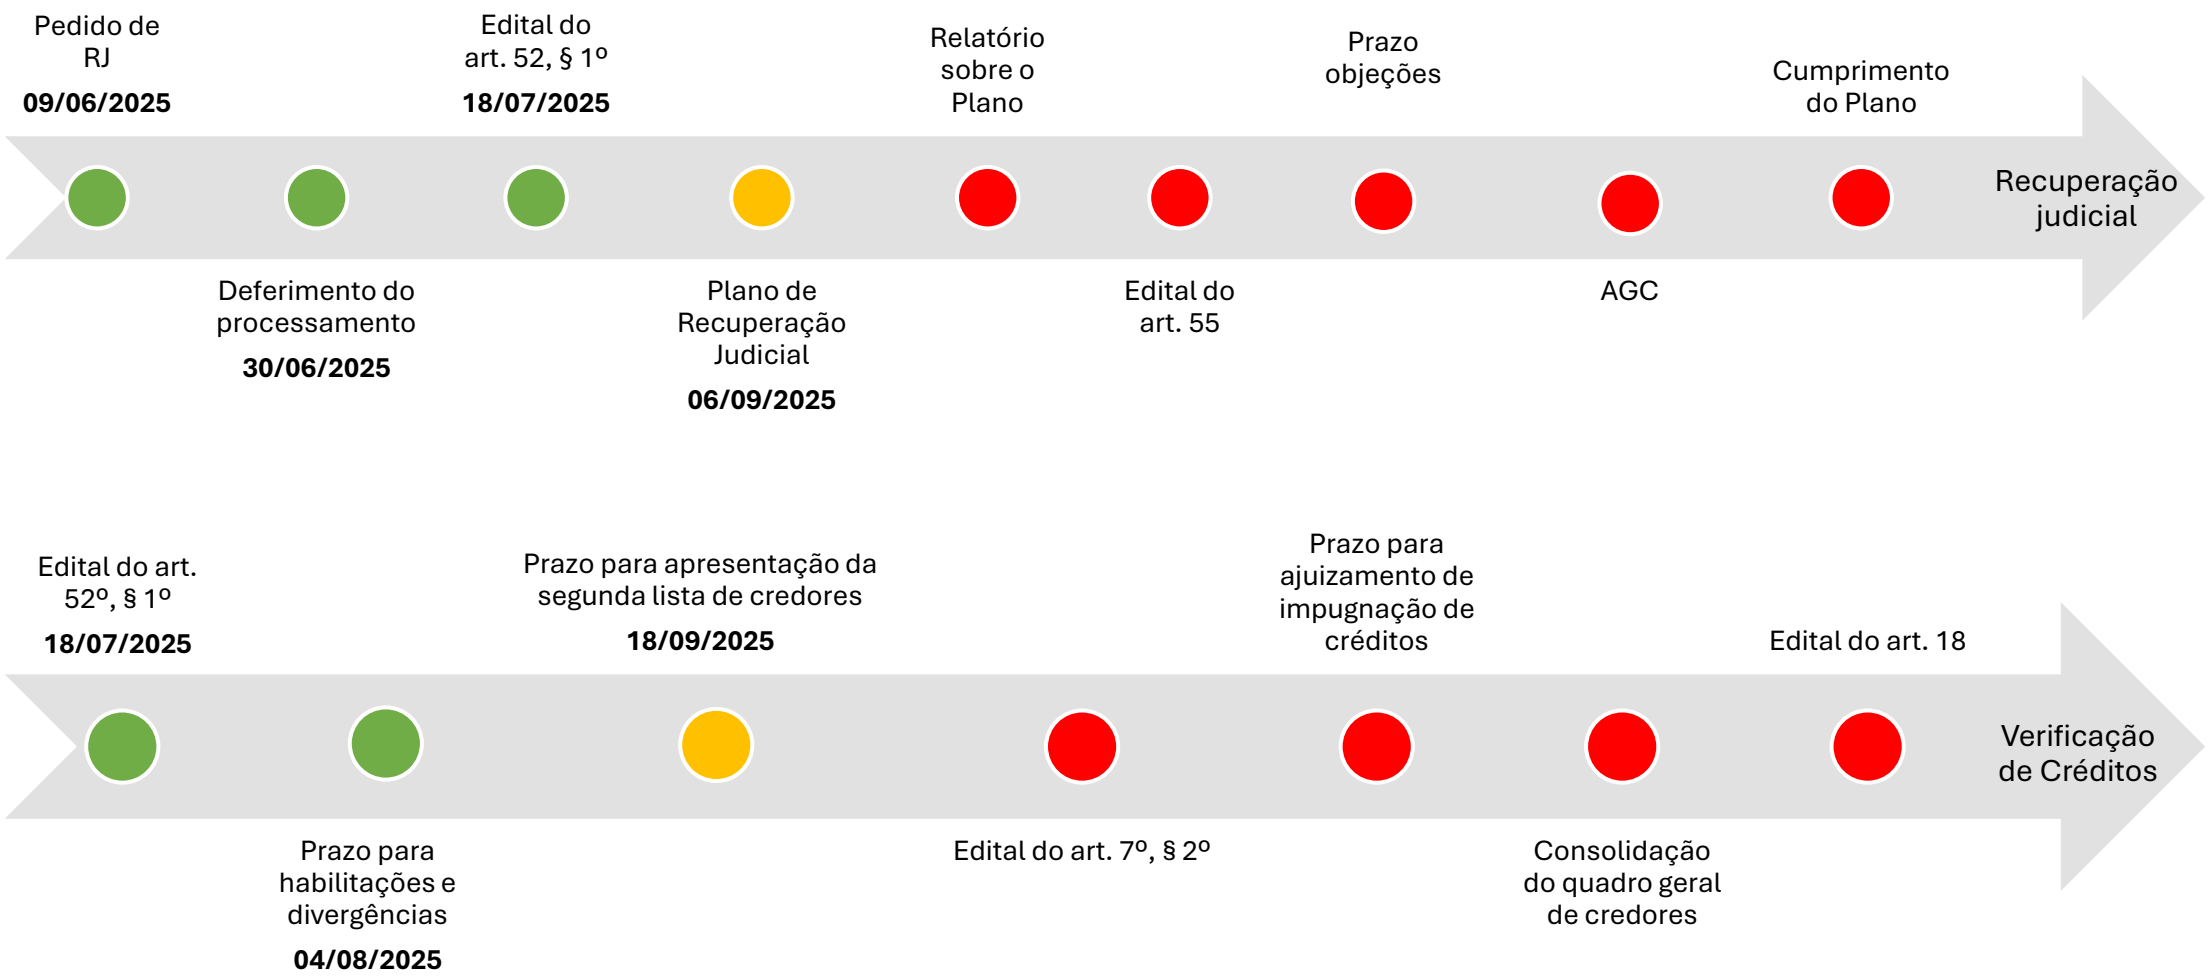 Pedido de
RJ
09/06/2025
Deferimento do
processamento
30/06/2025
Edital do
art. 52, § 1º
18/07/2025
Plano de
Recuperação
Judicial
06/09/2025
Relatório
sobre o
Plano
Edital do
art. 55
Prazo
objeções
AGC
Cumprimento
do Plano
Recuperação
judicial
Edital do art.
52º, § 1º
18/07/2025
Prazo para
habilitações e
divergências
04/08/2025
Prazo para apresentação da
segunda lista de credores
18/09/2025
Edital do art. 7º, § 2º
Prazo para
ajuizamento de
impugnação de
créditos
Consolidação
do quadro geral
de credores
Edital do art. 18
Verificação
de Créditos